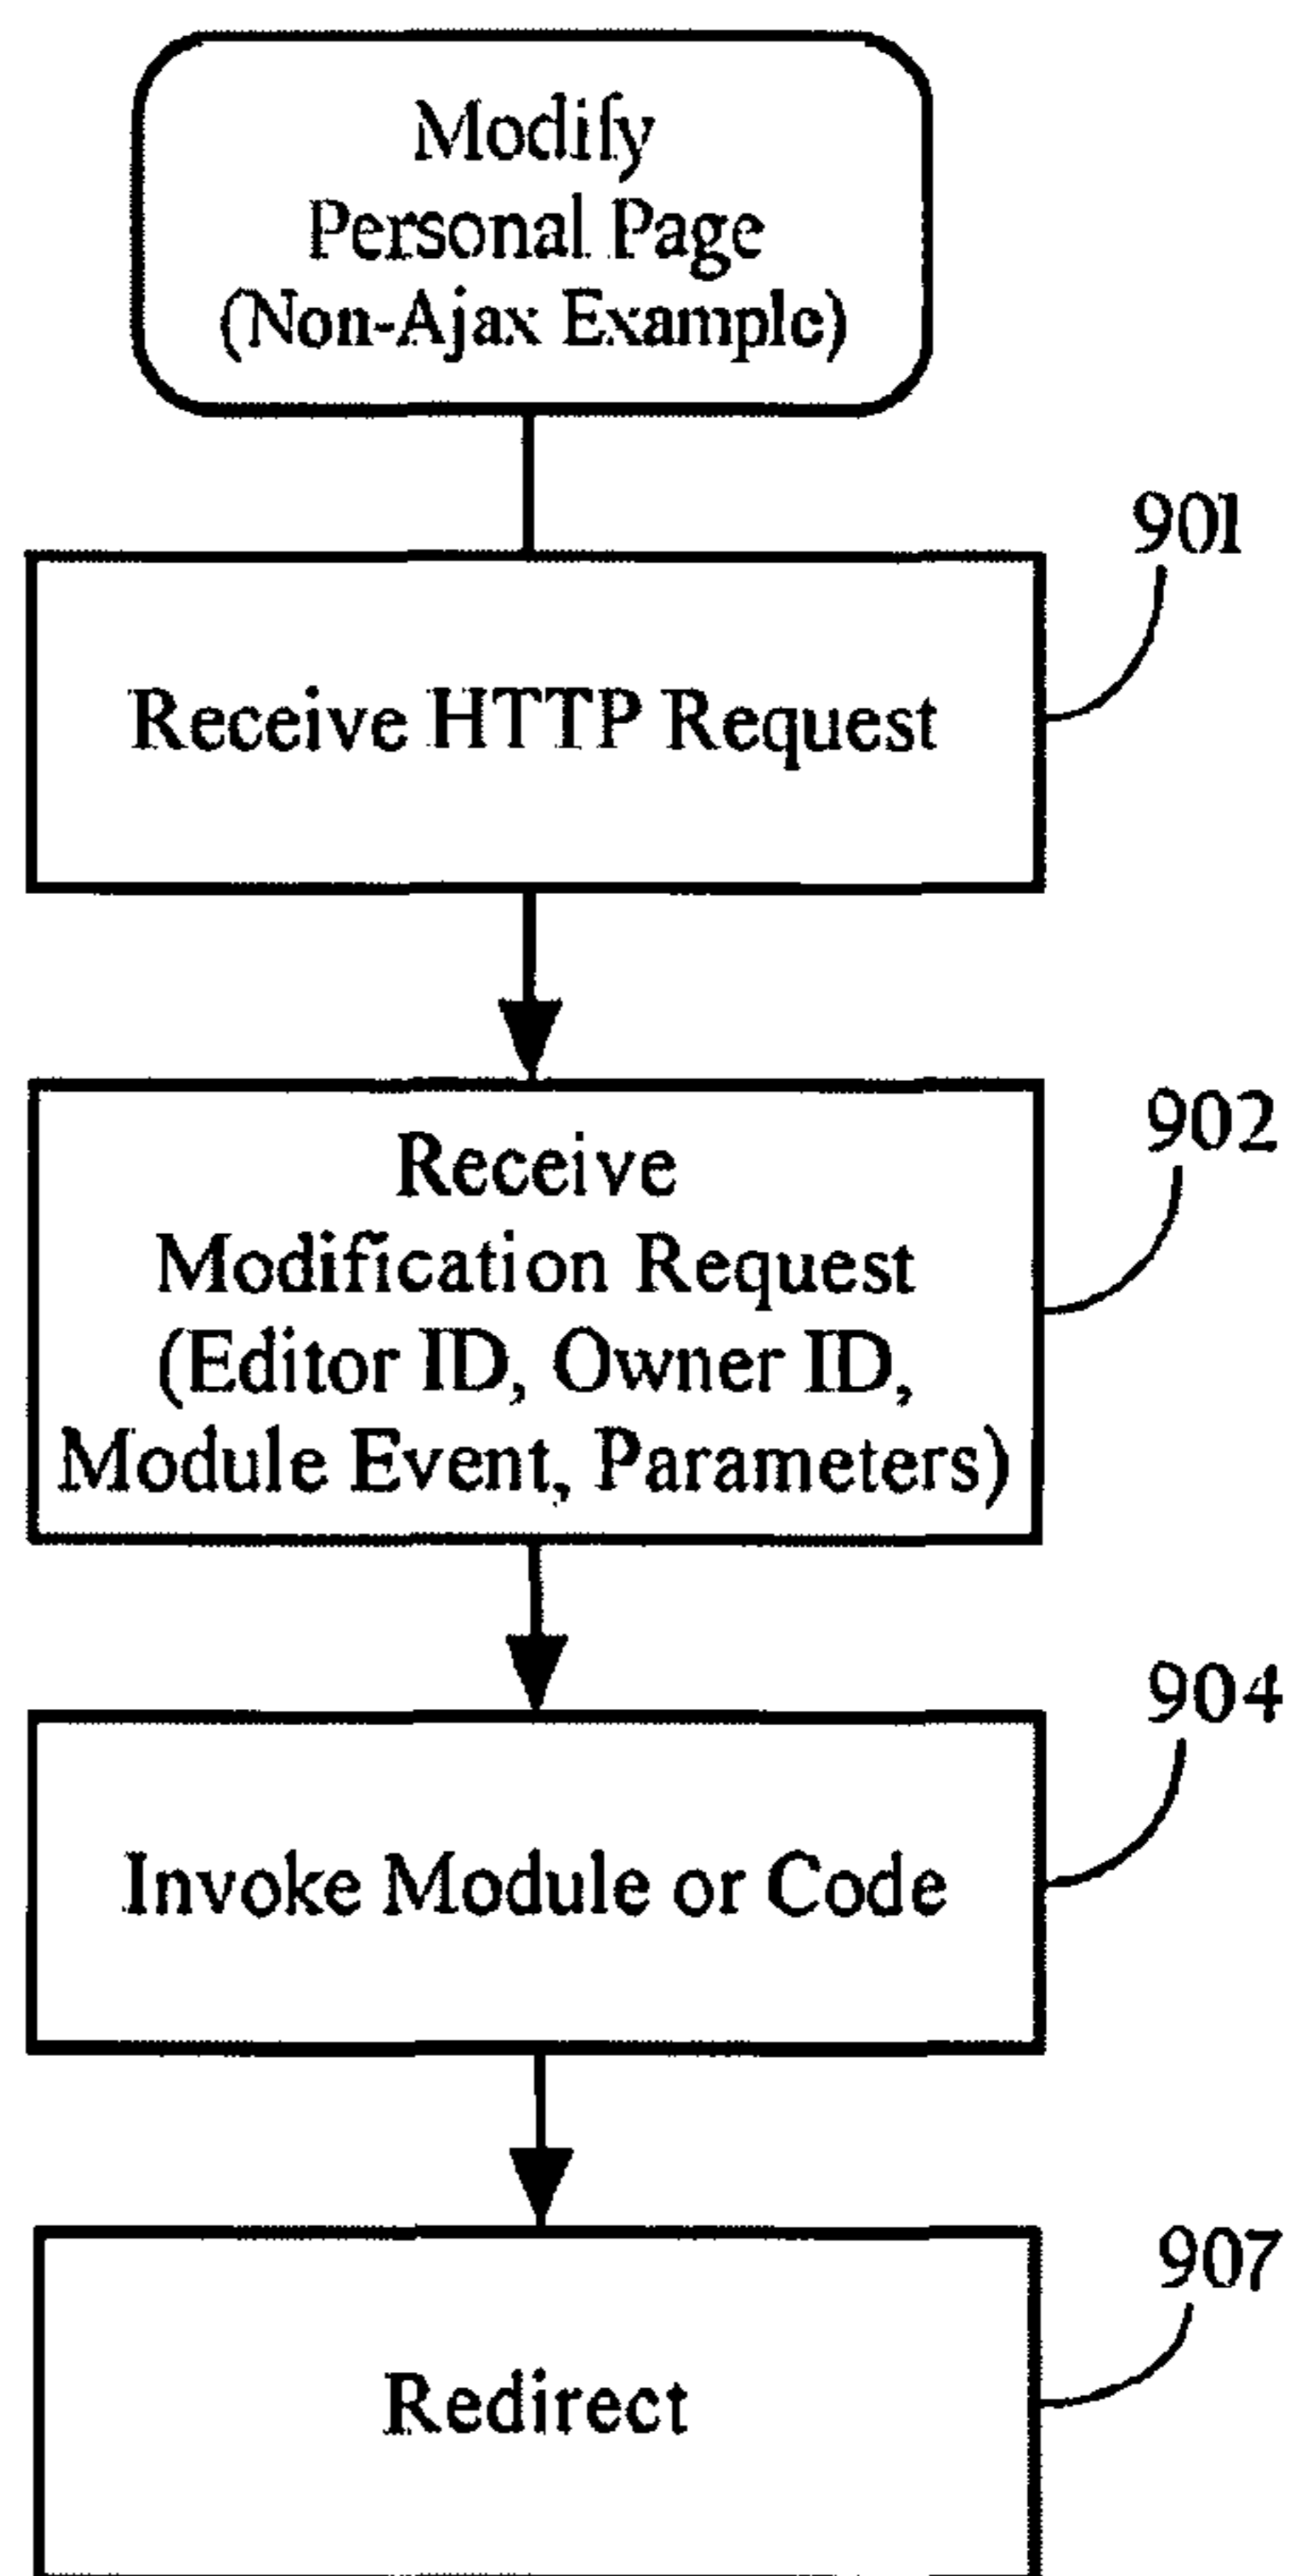 Modify
Personal Page
(Non-Ajax Example)
901
Receive HTTP Request
902
Receive
Modification Request
(Editor ID, Owner ID,
Module Event, Parameters)
904
Invoke Module or Code
907
Redirect